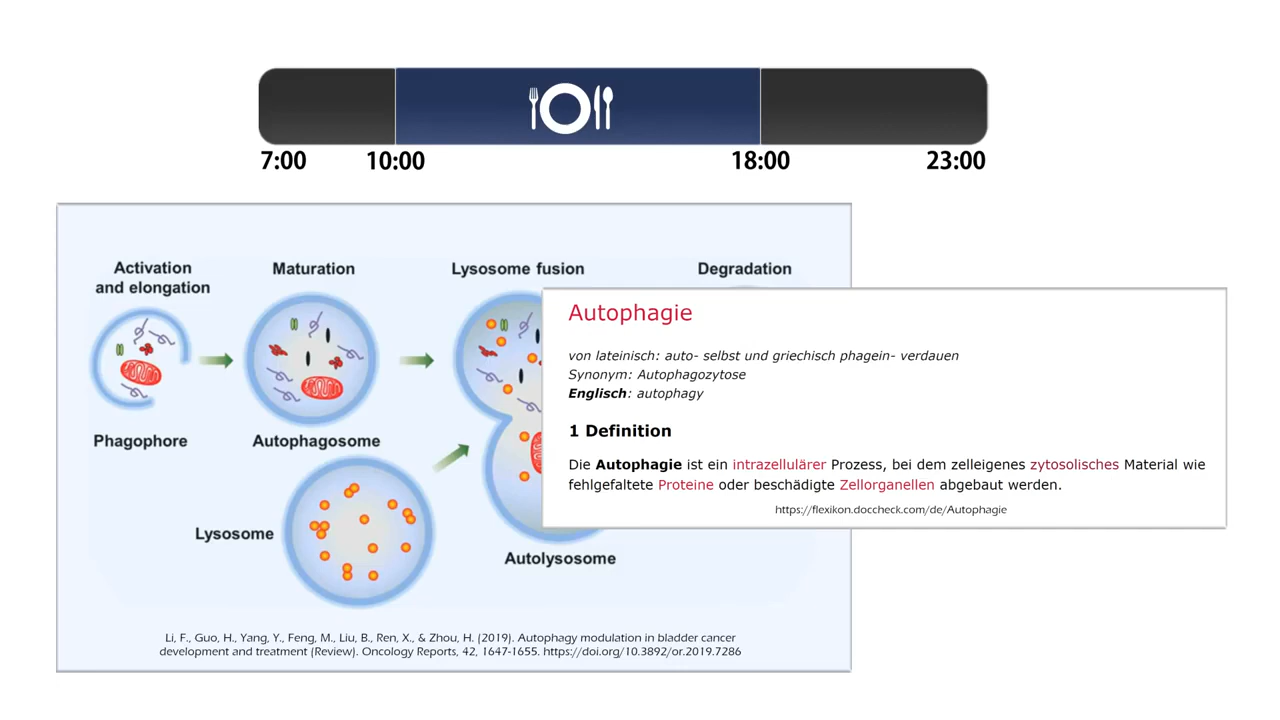 7:00 10:00 18:00 23:00
Activation
and elongation
Maturation
Lysosome fusion
Degradation
Phagophore
Autophagosome
Lysosome
Autolysosome
Li, F., Guo, H., Yang, Y., Feng, M., Liu, B., Ren, X., & Zhou, H. (2019). Autophagy modulation in bladder cancer
development and treatment (Review). Oncology Reports, 42, 1647-1655. https://doi.org/10.3892/or.2019.7286
Autophagie
von lateinisch: auto- selbst und griechisch phagein- verdauen
Synonym: Autophagozytose
Englisch: autophagy
1 Definition
Die Autophagie ist ein intrazellulärer Prozess, bei dem zelleigenes zytosolisches Material wie
fehlgefaltete Proteine oder beschädigte Zellorganellen abgebaut werden.
https://flexikon.doccheck.com/de/Autophagie